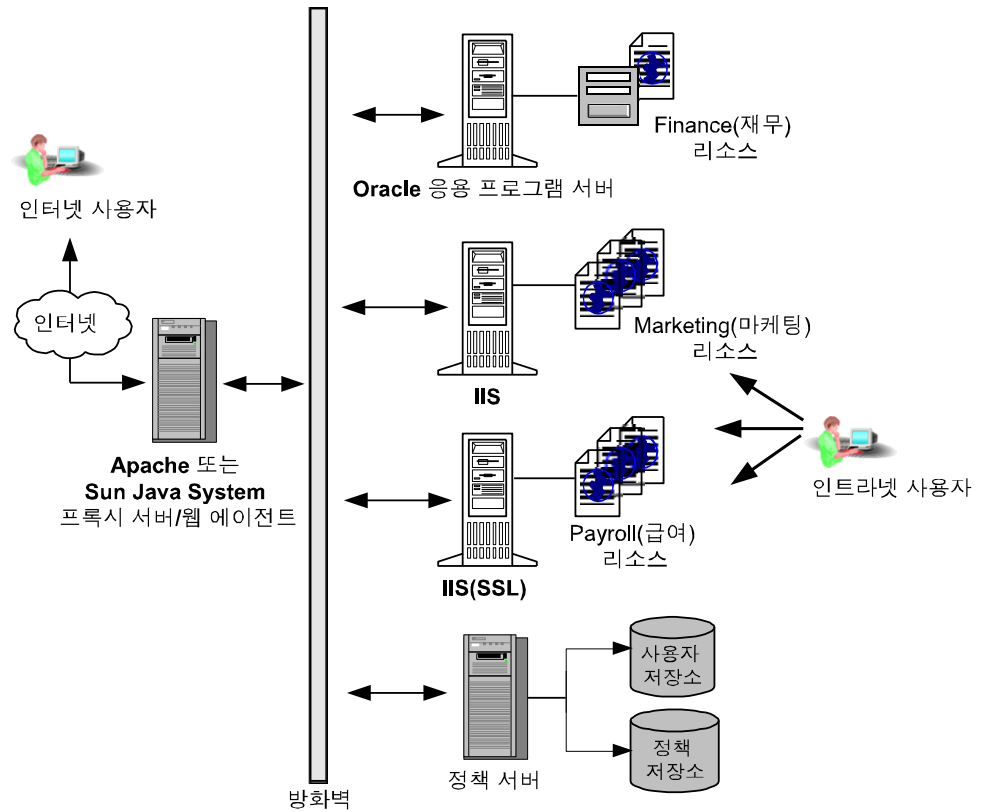 Finance(재무)
리소스
Oracle 응용 프로그램 서버
인터넷 사용자
인터넷
Marketing(마케팅)
리소스
IIS
Apache 또는
Sun Java System
프록시 서버/웹 에이전트
인트라넷 사용자
Payroll(급여)
리소스
IIS(SSL)
사용자
저장소
정책
저장소
정책 서버
방화벽